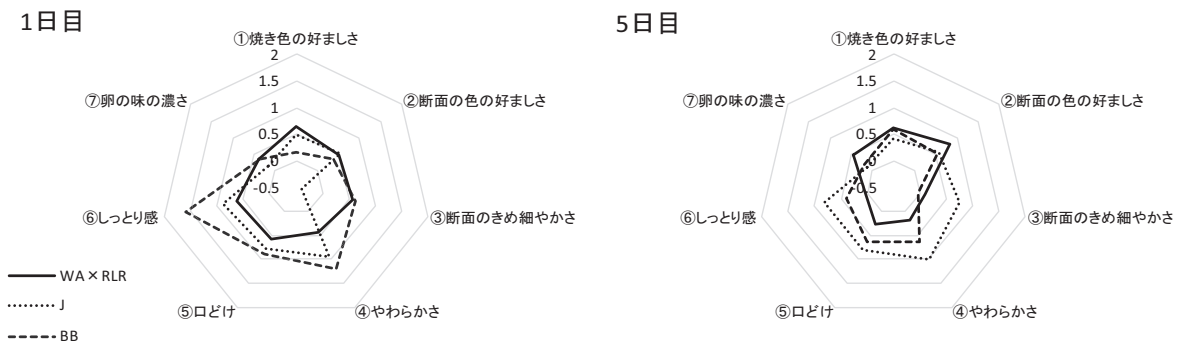 1日目
①焼き色の好ましさ
2
1.5
1
0.5
0
-0.5
②断面の色の好ましさ
③断面のきめ細やかさ
④やわらかさ
⑤口どけ
⑥しっとり感
⑦卵の味の濃さ
WA×RLR
J
BB
5日目
①焼き色の好ましさ
2
1.5
1
0.5
0
-0.5
②断面の色の好ましさ
③断面のきめ細やかさ
④やわらかさ
⑤口どけ
⑥しっとり感
⑦卵の味の濃さ